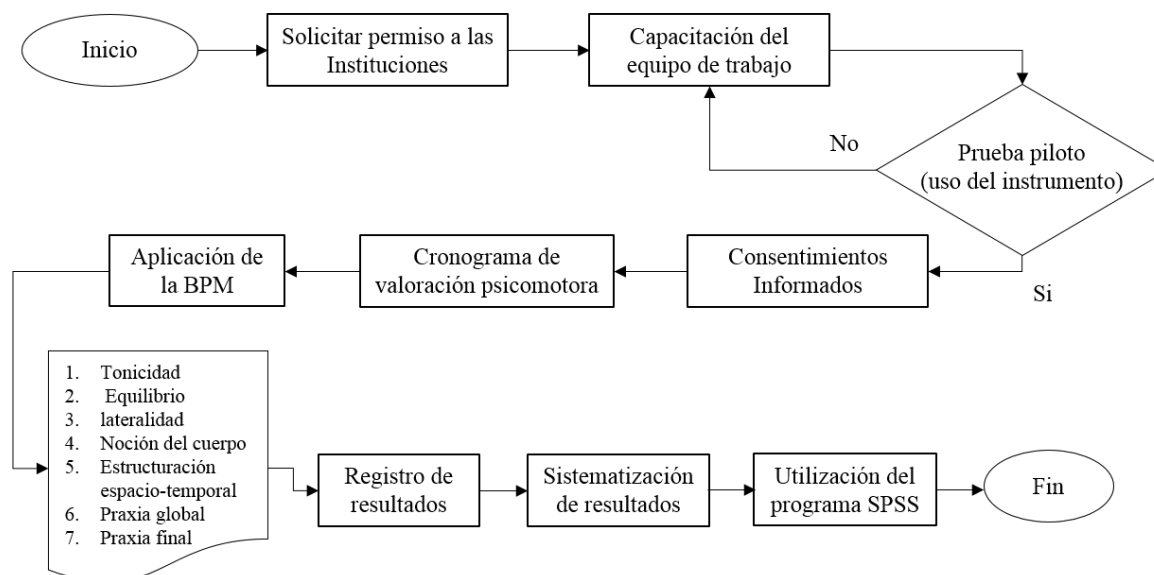 Inicio
Solicitar permiso a las
Instituciones
Capacitación del
equipo de trabajo
No
Prueba piloto
(uso del instrumento)
Si
Consentimientos
Informados
Cronograma de
valoración psicomotora
Aplicación de
la BPM
1. Tonicidad
2. Equilibrio
3. lateralidad
4. Noción del cuerpo
5. Estructuración
espacio-temporal
6. Praxia global
7. Praxia final
Registro de
resultados
Sistematización
de resultados
Utilización del
programa SPSS
Fin